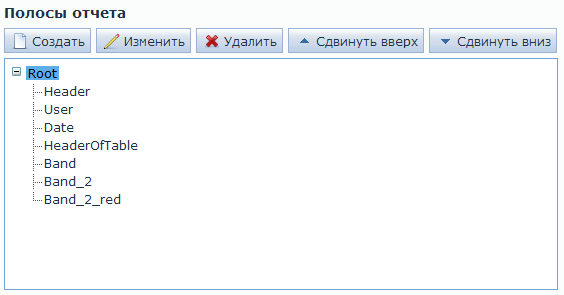 Полосы отчета
Создать Изменить Удалить Сдвинуть вверх Сдвинуть вниз
Root
Header
User
Date
HeaderOfTable
Band
Band_2
Band_2_red